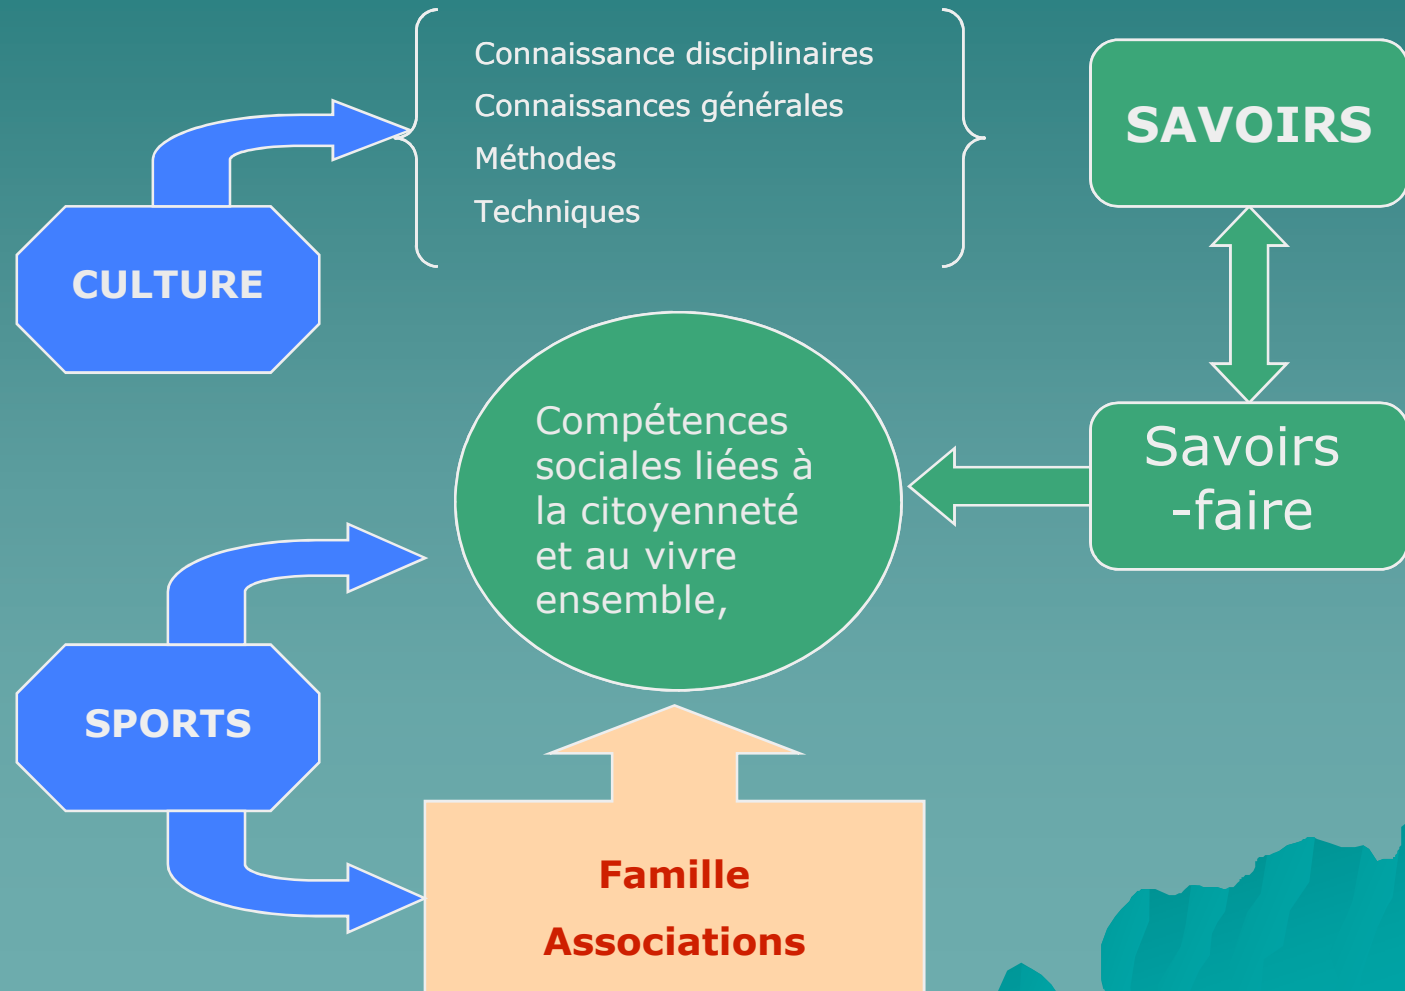 Connaissance disciplinaires
Connaissances générales
Méthodes
Techniques
SAVOIRS
CULTURE
Compétences
sociales liées à
la citoyenneté
et au vivre
ensemble,
Savoirs
-faire
SPORTS
Famille
Associations